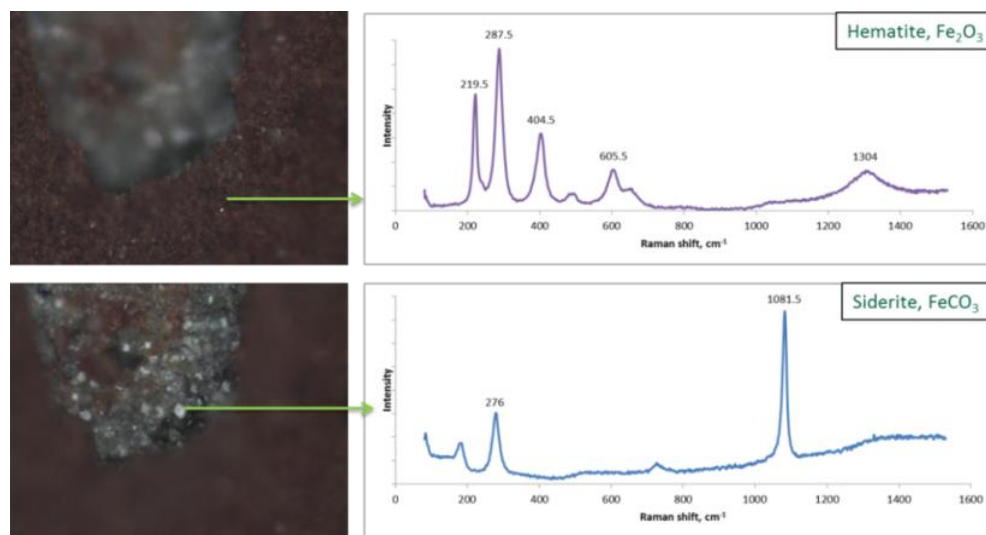 Hematite, Fe₂O₃
287.5
219.5
404.5
605.5
1304
Intensity
0 200 400 600 800 1000 1200 1400 1600
Raman shift, cm⁻¹
Siderite, FeCO₃
1081.5
276
Intensity
0 200 400 600 800 1000 1200 1400 1600
Raman shift, cm⁻¹